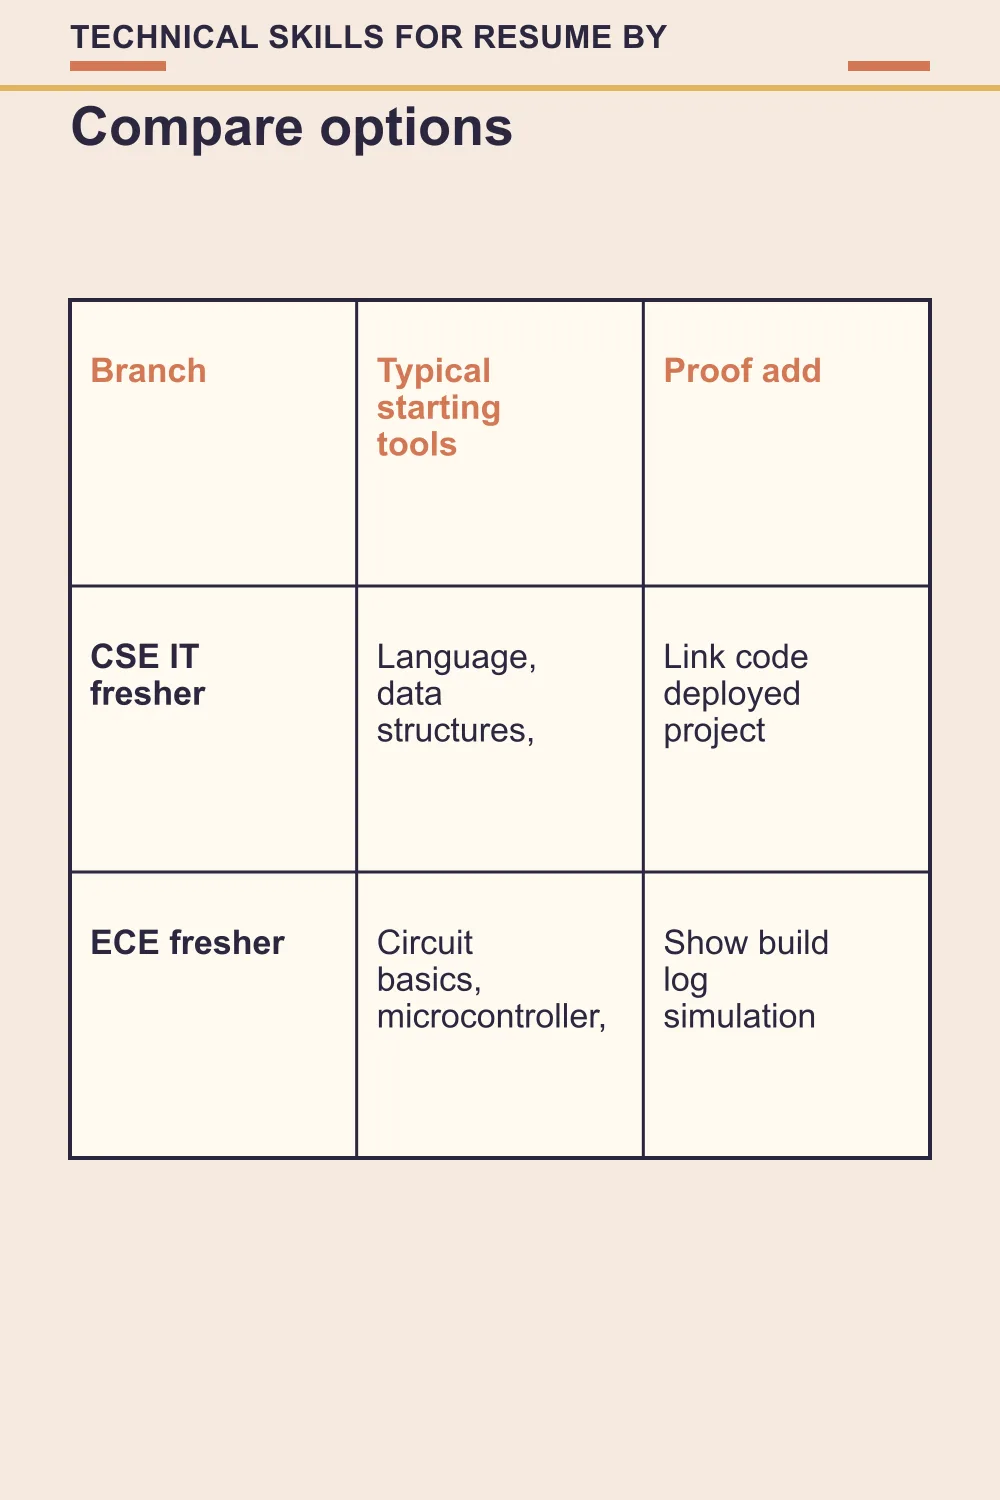 TECHNICAL SKILLS FOR RESUME BY
Compare options
Branch
Typical
starting
tools
Proof add
CSE IT
fresher
Language,
data
structures,
Link code
deployed
project
ECE fresher
Circuit
basics,
microcontroller,
Show build
log
simulation